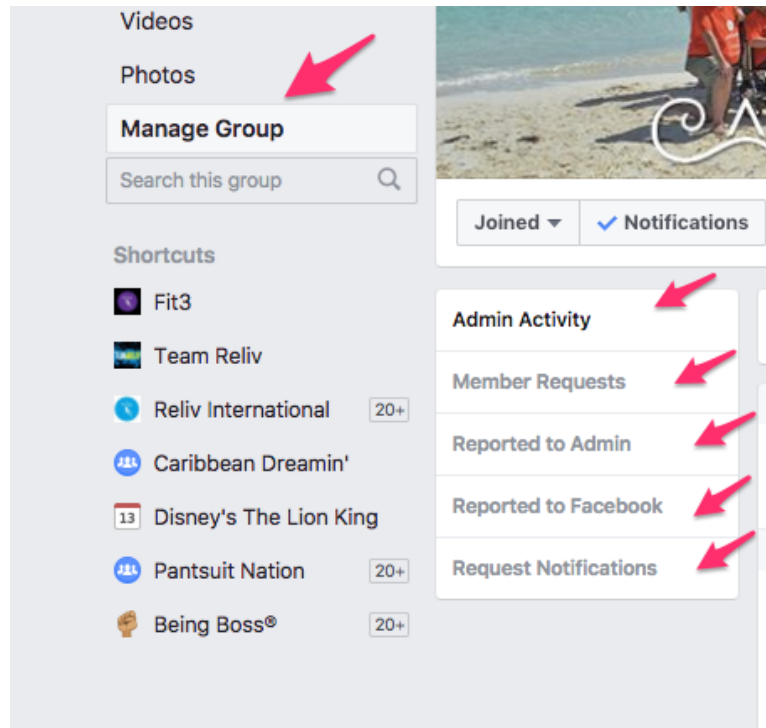 Videos
Photos
Manage Group
Search this group
Joined
Notifications
Shortcuts
Fit3
Team Reliv
Reliv International 20+
Caribbean Dreamin'
13 Disney's The Lion King
Pantsuit Nation 20+
Being Boss® 20+
Admin Activity
Member Requests
Reported to Admin
Reported to Facebook
Request Notifications